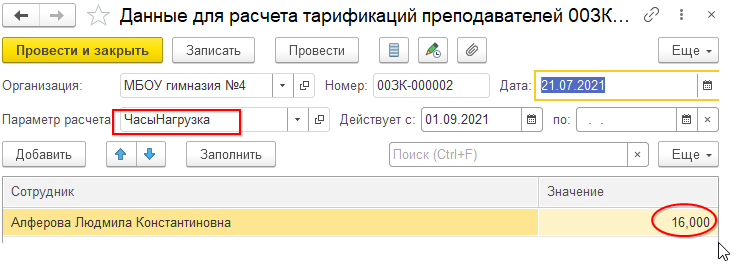 Данные для расчета тарификаций преподавателей 00ЗК...
Провести и закрыть Записать Провести Еще
Организация: МБОУ гимназия №4 Номер: 00ЗК-000002 Дата: 21.07.2021
Параметр расчета ЧасыНагрузка Действует с: 01.09.2021 по: . .
Добавить Заполнить Поиск (Ctrl+F) × Еще
Сотрудник Значение
Алферова Людмила Константиновна 16,000